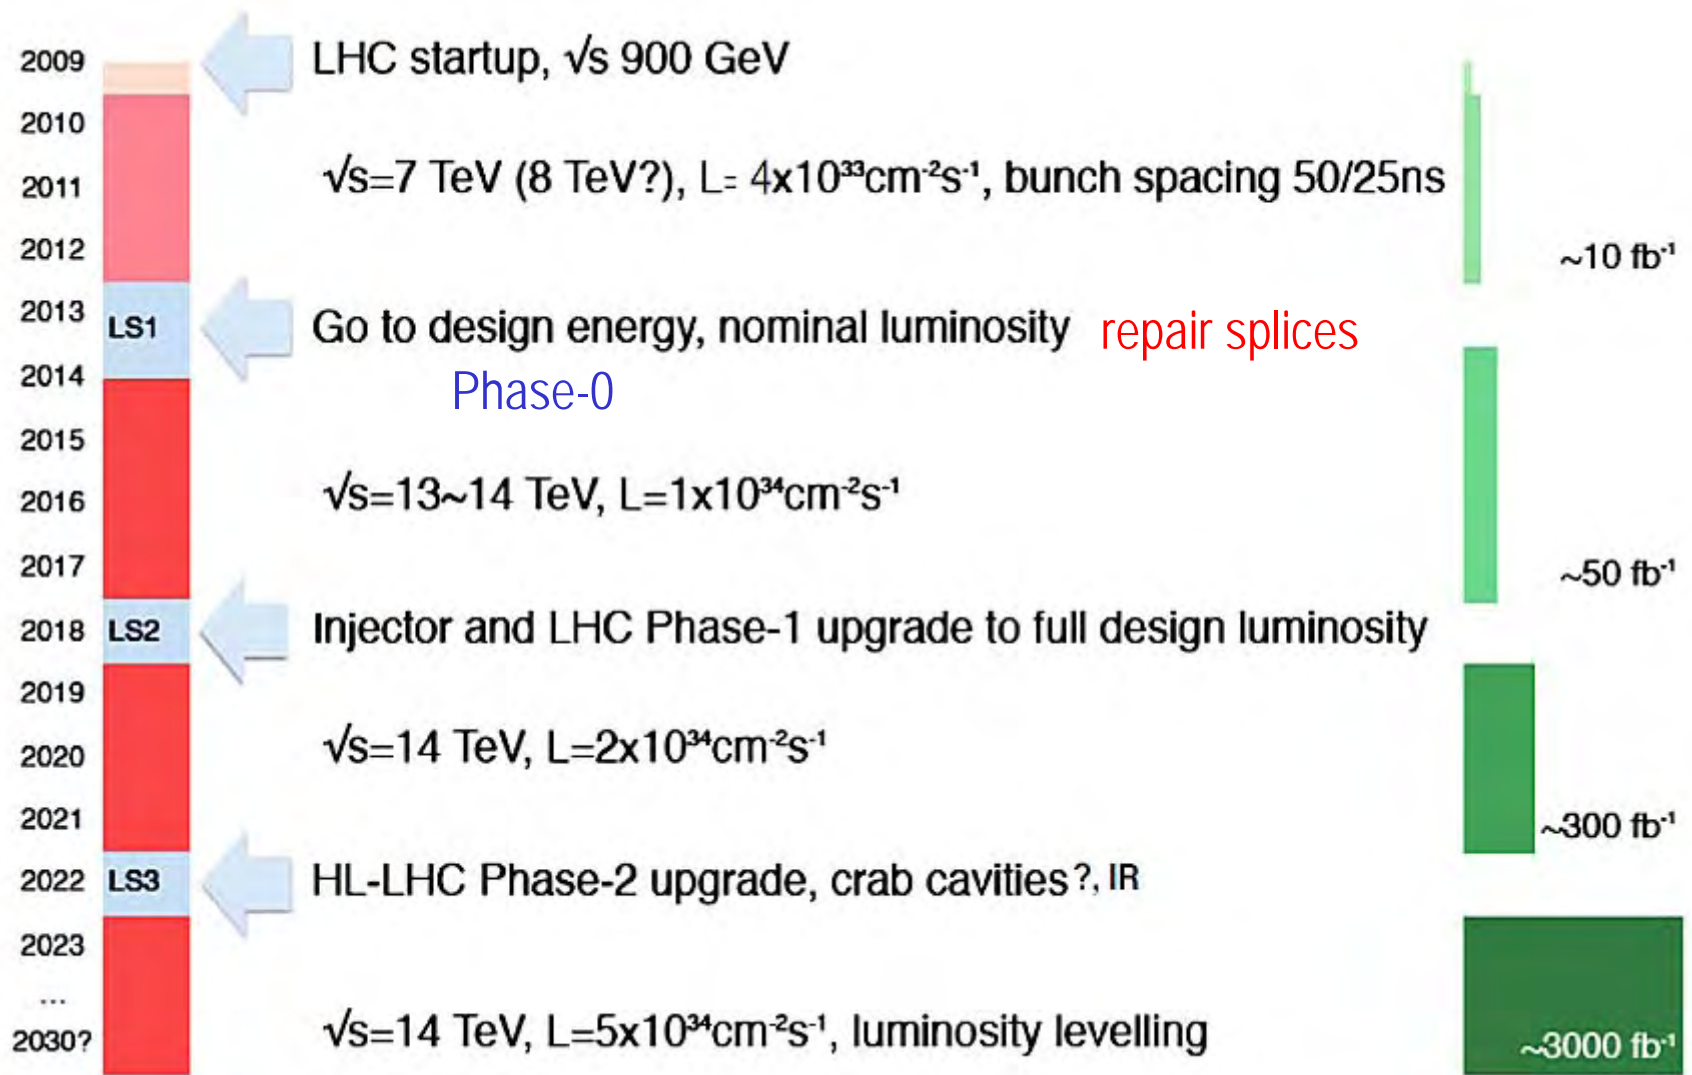 2009
LHC startup, √s 900 GeV
2010
√s=7 TeV (8 TeV?), L= 4x10³³cm⁻²s⁻¹, bunch spacing 50/25ns
2011
2012
~10 fb⁻¹
2013
LS1
Go to design energy, nominal luminosity repair splices
2014
Phase-0
2015
2016
√s=13~14 TeV, L=1x10³⁴cm⁻²s⁻¹
2017
~50 fb⁻¹
2018
LS2
Injector and LHC Phase-1 upgrade to full design luminosity
2019
2020
√s=14 TeV, L=2x10³⁴cm⁻²s⁻¹
2021
~300 fb⁻¹
2022
LS3
HL-LHC Phase-2 upgrade, crab cavities?, IR
2023
...
2030?
√s=14 TeV, L=5x10³⁴cm⁻²s⁻¹, luminosity levelling
~3000 fb⁻¹